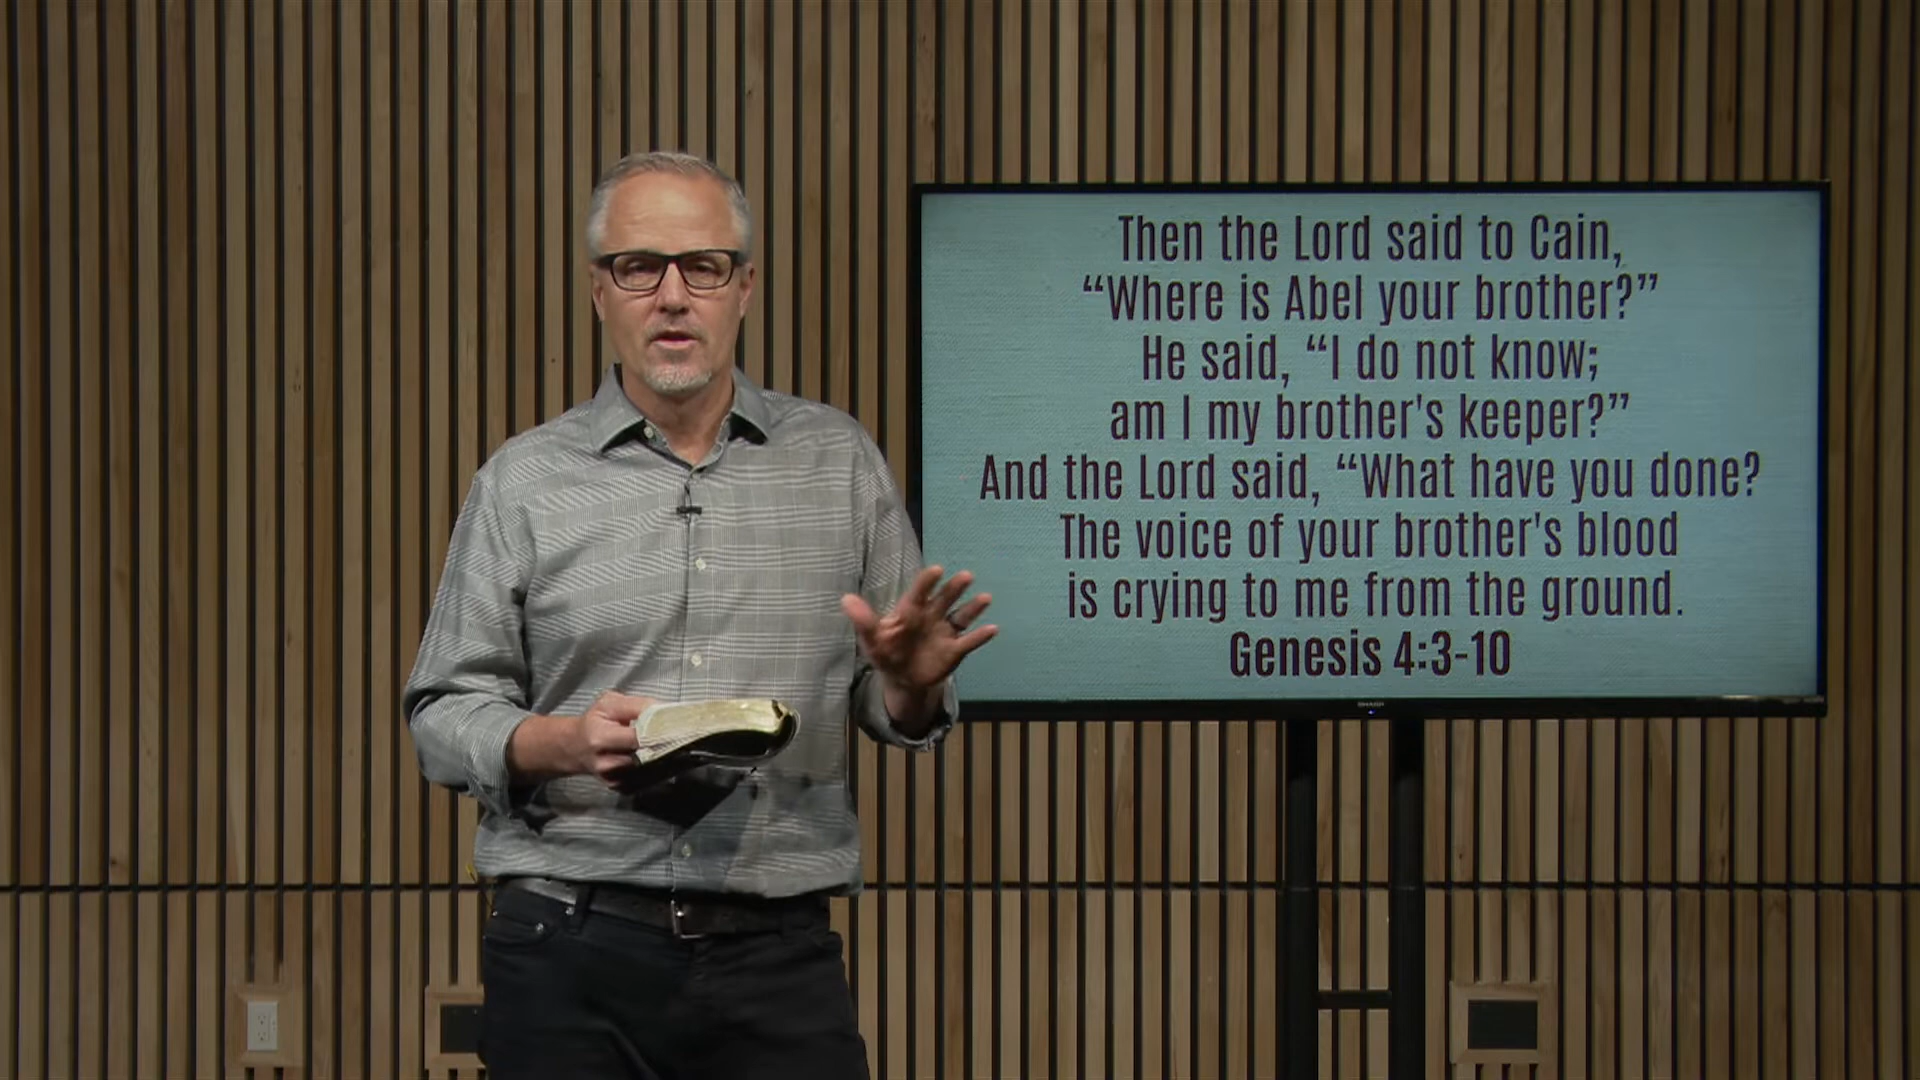 Then the Lord said to Cain,
“Where is Abel your brother?”
He said, “I do not know;
am I my brother's keeper?”
And the Lord said, “What have you done?
The voice of your brother's blood
is crying to me from the ground.
Genesis 4:3-10
SHARP